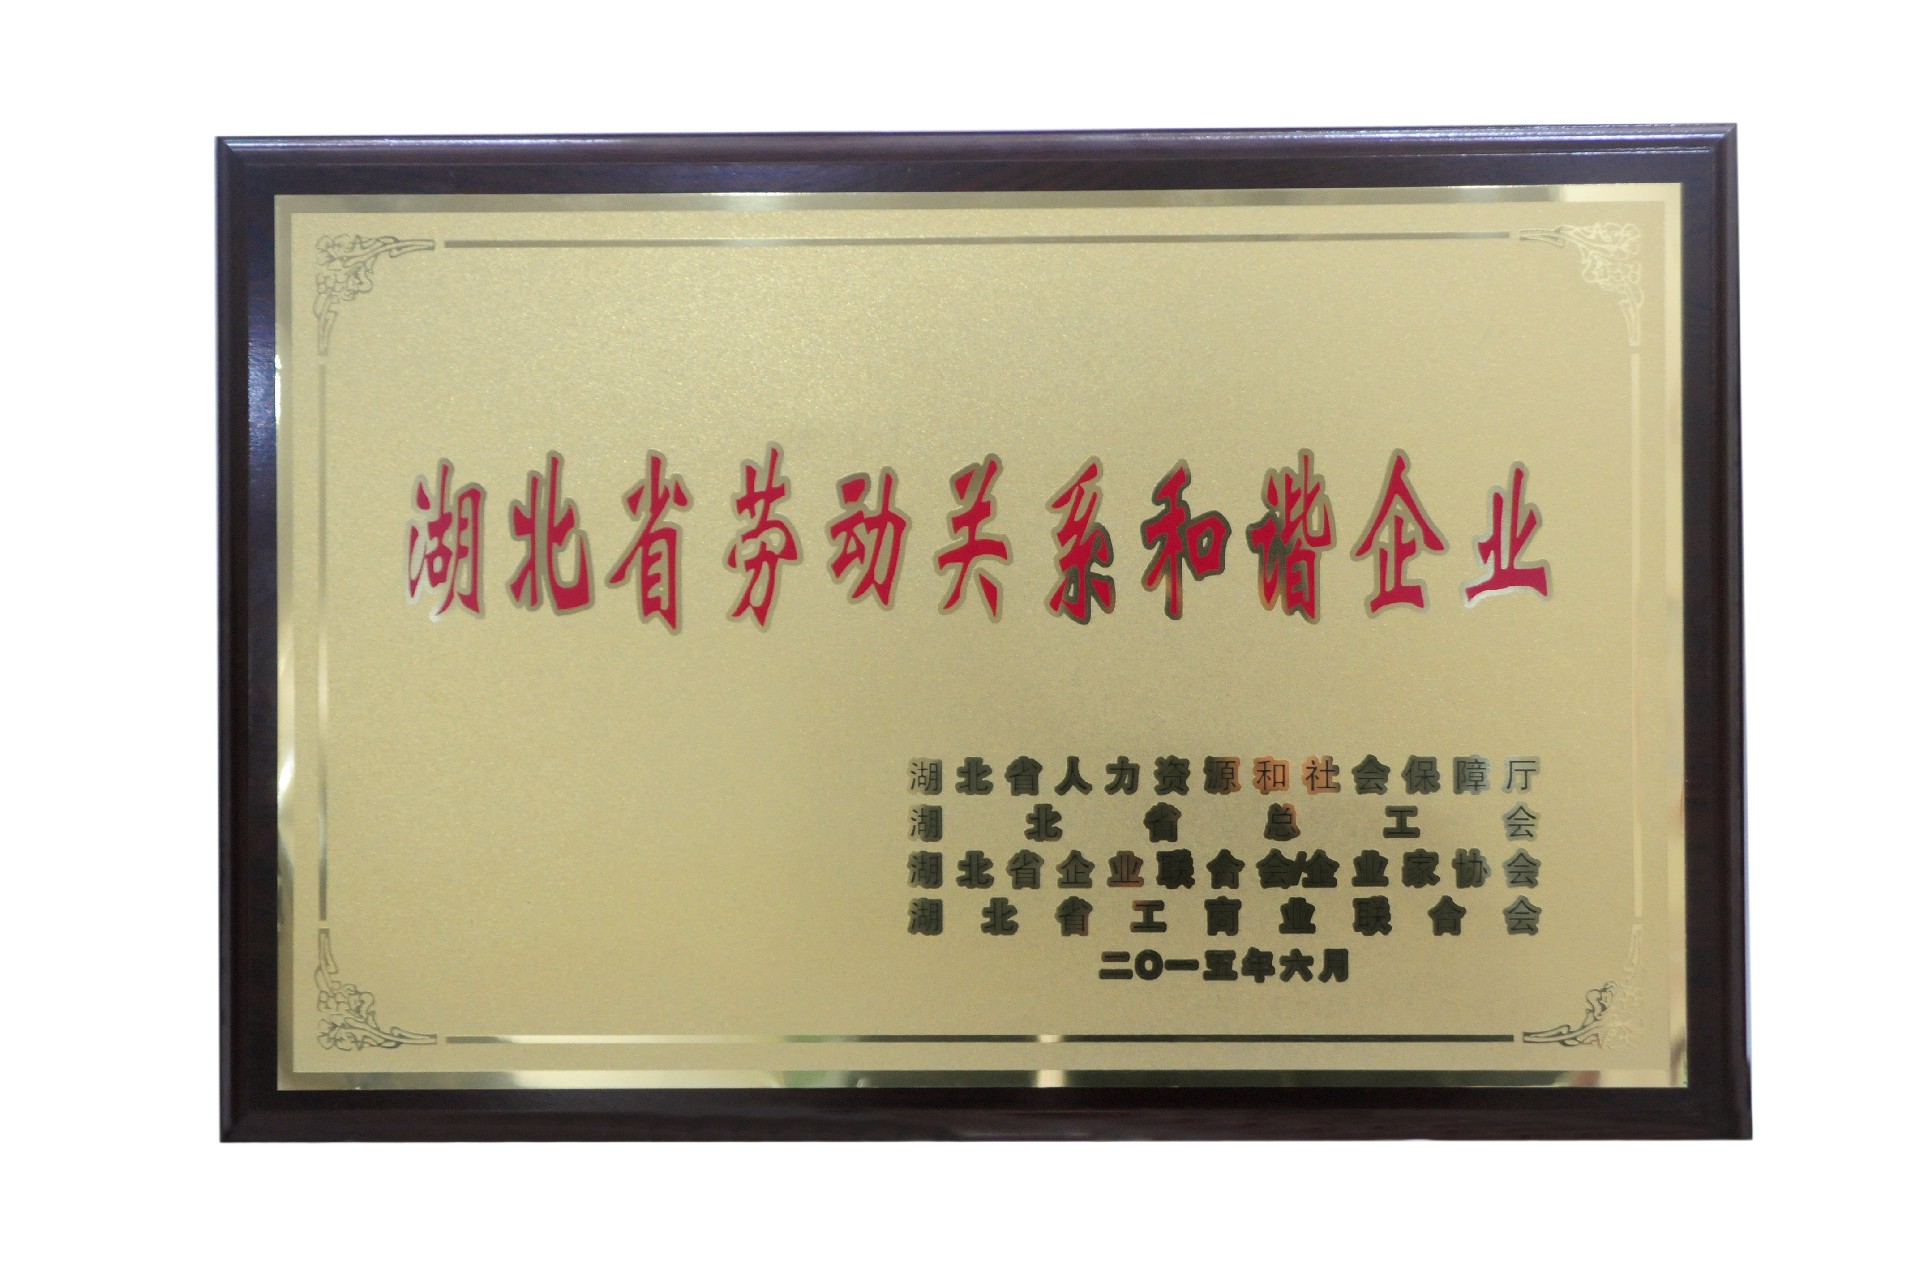 湖北省劳动关系和谐企业
湖北省人力资源和社会保障厅
湖北省总工会
湖北省企业联合会/企业家协会
湖北省工商业联合会
二〇一五年六月